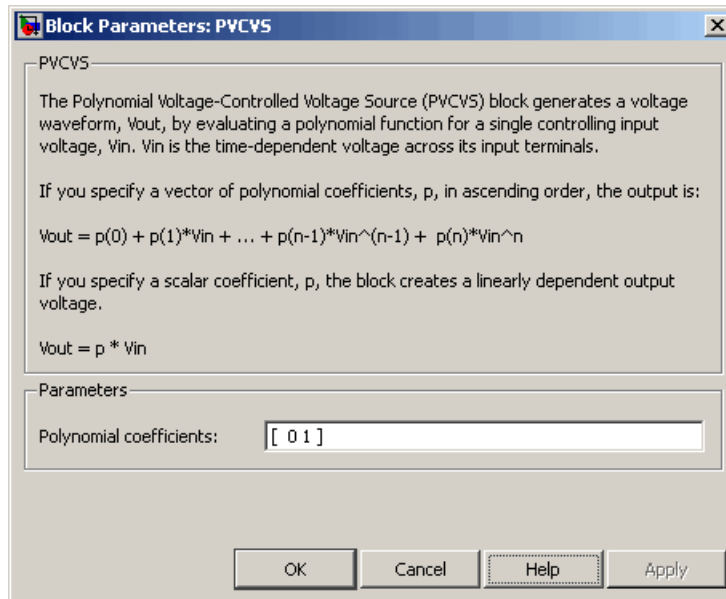 Block Parameters: PVCVS
PVCVS
The Polynomial Voltage-Controlled Voltage Source (PVCVS) block generates a voltage
waveform, Vout, by evaluating a polynomial function for a single controlling input
voltage, Vin. Vin is the time-dependent voltage across its input terminals.
If you specify a vector of polynomial coefficients, p, in ascending order, the output is:
Vout = p(0) + p(1)*Vin + ... + p(n-1)*Vin^(n-1) + p(n)*Vin^n
If you specify a scalar coefficient, p, the block creates a linearly dependent output
voltage.
Vout = p * Vin
Parameters
Polynomial coefficients: [ 0 1 ]
OK Cancel Help Apply